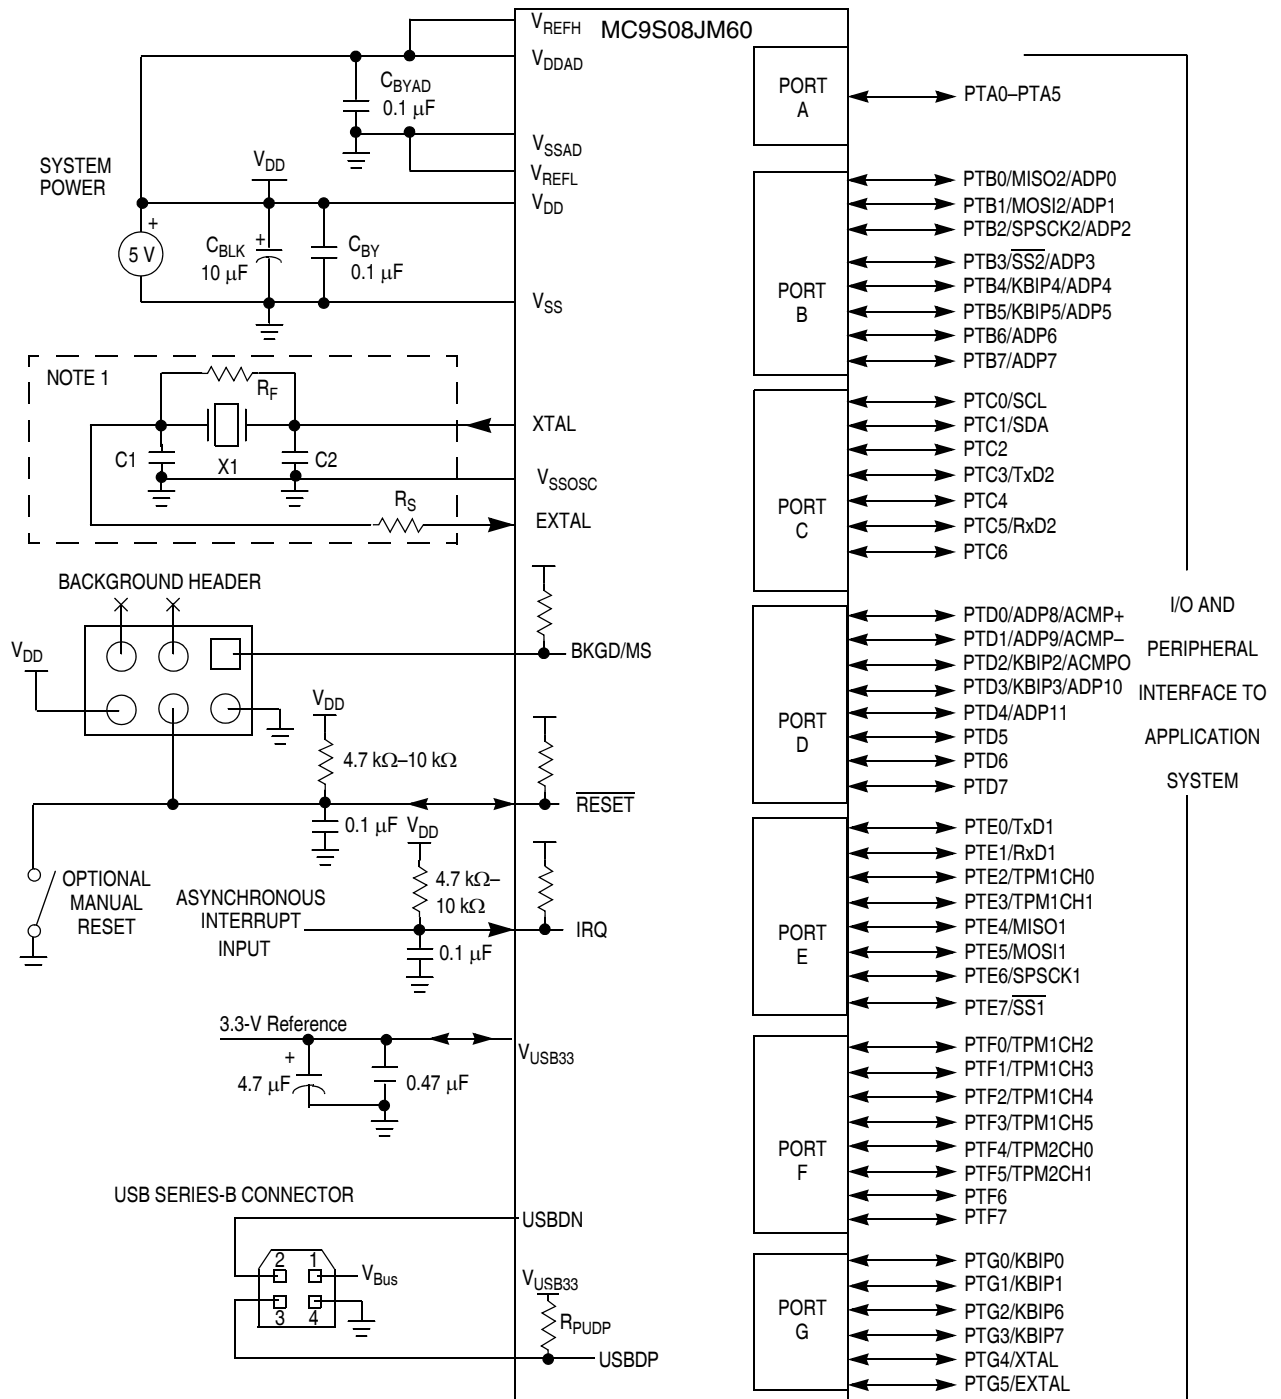 MC9S08JM60
VREFH
VDDAD
CBYAD
0.1 µF
VSSAD
VREFL
VDD
SYSTEM
POWER
VDD
+
5 V
CBLK
+
10 µF
CBY
0.1 µF
VSS
NOTE 1
RF
C1
X1
C2
RS
XTAL
VSSOSC
EXTAL
BACKGROUND HEADER
VDD
BKGD/MS
VDD
4.7 kΩ–10 kΩ
0.1 µF
RESET
OPTIONAL
MANUAL
RESET
VDD
4.7 kΩ–
10 kΩ
ASYNCHRONOUS
INTERRUPT
INPUT
0.1 µF
IRQ
3.3-V Reference
+
4.7 µF
0.47 µF
VUSB33
USB SERIES-B CONNECTOR
USBDN
2
1
3
4
VBus
VUSB33
RPUDP
USBDP
PORT
A
PTA0–PTA5
PORT
B
PTB0/MISO2/ADP0
PTB1/MOSI2/ADP1
PTB2/SPSCK2/ADP2
PTB3/SS2/ADP3
PTB4/KBIP4/ADP4
PTB5/KBIP5/ADP5
PTB6/ADP6
PTB7/ADP7
PORT
C
PTC0/SCL
PTC1/SDA
PTC2
PTC3/TxD2
PTC4
PTC5/RxD2
PTC6
PORT
D
PTD0/ADP8/ACMP+
PTD1/ADP9/ACMP–
PTD2/KBIP2/ACMPO
PTD3/KBIP3/ADP10
PTD4/ADP11
PTD5
PTD6
PTD7
PORT
E
PTE0/TxD1
PTE1/RxD1
PTE2/TPM1CH0
PTE3/TPM1CH1
PTE4/MISO1
PTE5/MOSI1
PTE6/SPSCK1
PTE7/SS1
PORT
F
PTF0/TPM1CH2
PTF1/TPM1CH3
PTF2/TPM1CH4
PTF3/TPM1CH5
PTF4/TPM2CH0
PTF5/TPM2CH1
PTF6
PTF7
PORT
G
PTG0/KBIP0
PTG1/KBIP1
PTG2/KBIP6
PTG3/KBIP7
PTG4/XTAL
PTG5/EXTAL
I/O AND
PERIPHERAL
INTERFACE TO
APPLICATION
SYSTEM